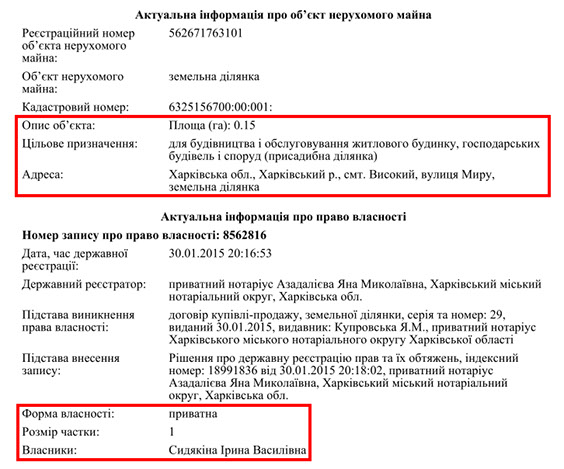 Актуальна інформація про об’єкт нерухомого майна
Реєстраційний номер 562671763101
об’єкта нерухомого
майна:
Об’єкт нерухомого земельна ділянка
майна:
Кадастровий номер: 6325156700:00:001:
Опис об’єкта: Площа (га): 0.15
Цільове призначення: для будівництва і обслуговування житлового будинку, господарських
будівель і споруд (присадибна ділянка)
Адреса: Харківська обл., Харківський р., смт. Високий, вулиця Миру,
земельна ділянка
Актуальна інформація про право власності
Номер запису про право власності: 8562816
Дата, час державної 30.01.2015 20:16:53
реєстрації:
Державний реєстратор: приватний нотаріус Азадалієва Яна Миколаївна, Харківський міський
нотаріальний округ, Харківська обл.
Підстава виникнення договір купівлі-продажу, земельної ділянки, серія та номер: 29,
права власності: виданий 30.01.2015, видавник: Купровська Я.М., приватний нотаріус
Харківського міського нотаріального округу Харківської області
Підстава внесення Рішення про державну реєстрацію прав та їх обтяжень, індексний
запису: номер: 18991836 від 30.01.2015 20:18:02, приватний нотаріус
Азадалієва Яна Миколаївна, Харківський міський нотаріальний
округ, Харківська обл.
Форма власності: приватна
Розмір частки: 1
Власники: Сидякіна Ірина Василівна